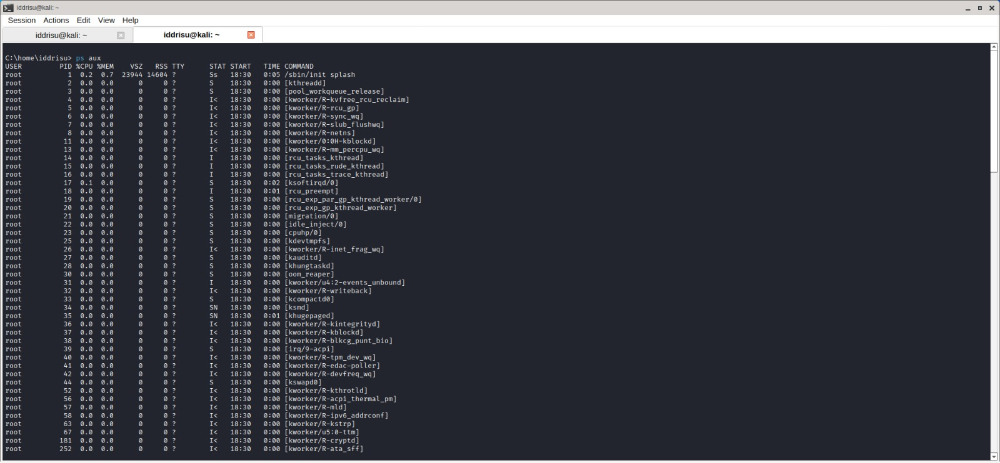 iddrisu@kali: ~
Session Actions Edit View Help
iddrisu@kali: ~ iddrisu@kali: ~
C:\home\iddrisu> ps aux
USER PID %CPU %MEM VSZ RSS TTY STAT START TIME COMMAND
root 1 0.2 0.7 23944 14604 ? Ss 18:30 0:05 /sbin/init splash
root 2 0.0 0.0 0 0 ? S 18:30 0:00 [kthreadd]
root 3 0.0 0.0 0 0 ? S 18:30 0:00 [pool_workqueue_release]
root 4 0.0 0.0 0 0 ? I< 18:30 0:00 [kworker/R-kvfree_rcu_reclaim]
root 5 0.0 0.0 0 0 ? I< 18:30 0:00 [kworker/R-rcu_gp]
root 6 0.0 0.0 0 0 ? I< 18:30 0:00 [kworker/R-sync_wq]
root 7 0.0 0.0 0 0 ? I< 18:30 0:00 [kworker/R-slub_flushwq]
root 8 0.0 0.0 0 0 ? I< 18:30 0:00 [kworker/R-netns]
root 11 0.0 0.0 0 0 ? I< 18:30 0:00 [kworker/0:0H-kblockd]
root 13 0.0 0.0 0 0 ? I< 18:30 0:00 [kworker/R-mm_percpu_wq]
root 14 0.0 0.0 0 0 ? I 18:30 0:00 [rcu_tasks_kthread]
root 15 0.0 0.0 0 0 ? I 18:30 0:00 [rcu_tasks_rude_kthread]
root 16 0.0 0.0 0 0 ? I 18:30 0:00 [rcu_tasks_trace_kthread]
root 17 0.1 0.0 0 0 ? S 18:30 0:02 [ksoftirqd/0]
root 18 0.0 0.0 0 0 ? I 18:30 0:01 [rcu_preempt]
root 19 0.0 0.0 0 0 ? S 18:30 0:00 [rcu_exp_par_gp_kthread_worker/0]
root 20 0.0 0.0 0 0 ? S 18:30 0:00 [rcu_exp_gp_kthread_worker]
root 21 0.0 0.0 0 0 ? S 18:30 0:00 [migration/0]
root 22 0.0 0.0 0 0 ? S 18:30 0:00 [idle_inject/0]
root 23 0.0 0.0 0 0 ? S 18:30 0:00 [cpuhp/0]
root 25 0.0 0.0 0 0 ? S 18:30 0:00 [kdevtmpfs]
root 26 0.0 0.0 0 0 ? I< 18:30 0:00 [kworker/R-inet_frag_wq]
root 27 0.0 0.0 0 0 ? S 18:30 0:00 [kauditd]
root 28 0.0 0.0 0 0 ? S 18:30 0:00 [khungtaskd]
root 30 0.0 0.0 0 0 ? S 18:30 0:00 [oom_reaper]
root 31 0.0 0.0 0 0 ? I 18:30 0:00 [kworker/u4:2-events_unbound]
root 32 0.0 0.0 0 0 ? I< 18:30 0:00 [kworker/R-writeback]
root 33 0.0 0.0 0 0 ? S 18:30 0:00 [kcompactd0]
root 34 0.0 0.0 0 0 ? SN 18:30 0:00 [ksmd]
root 35 0.0 0.0 0 0 ? SN 18:30 0:01 [khugepaged]
root 36 0.0 0.0 0 0 ? I< 18:30 0:00 [kworker/R-kintegrityd]
root 37 0.0 0.0 0 0 ? I< 18:30 0:00 [kworker/R-kblockd]
root 38 0.0 0.0 0 0 ? I< 18:30 0:00 [kworker/R-blkcg_punt_bio]
root 39 0.0 0.0 0 0 ? S 18:30 0:00 [irq/9-acpi]
root 40 0.0 0.0 0 0 ? I< 18:30 0:00 [kworker/R-tpm_dev_wq]
root 41 0.0 0.0 0 0 ? I< 18:30 0:00 [kworker/R-edac-poller]
root 42 0.0 0.0 0 0 ? I< 18:30 0:00 [kworker/R-devfreq_wq]
root 44 0.0 0.0 0 0 ? S 18:30 0:00 [kswapd0]
root 52 0.0 0.0 0 0 ? I< 18:30 0:00 [kworker/R-kthrotld]
root 56 0.0 0.0 0 0 ? I< 18:30 0:00 [kworker/R-acpi_thermal_pm]
root 57 0.0 0.0 0 0 ? I< 18:30 0:00 [kworker/R-mld]
root 58 0.0 0.0 0 0 ? I< 18:30 0:00 [kworker/R-ipv6_addrconf]
root 63 0.0 0.0 0 0 ? I< 18:30 0:00 [kworker/R-kstrp]
root 67 0.0 0.0 0 0 ? I< 18:30 0:00 [kworker/u5:0-ttm]
root 181 0.0 0.0 0 0 ? I< 18:30 0:00 [kworker/R-cryptd]
root 252 0.0 0.0 0 0 ? I< 18:30 0:00 [kworker/R-ata_sff]